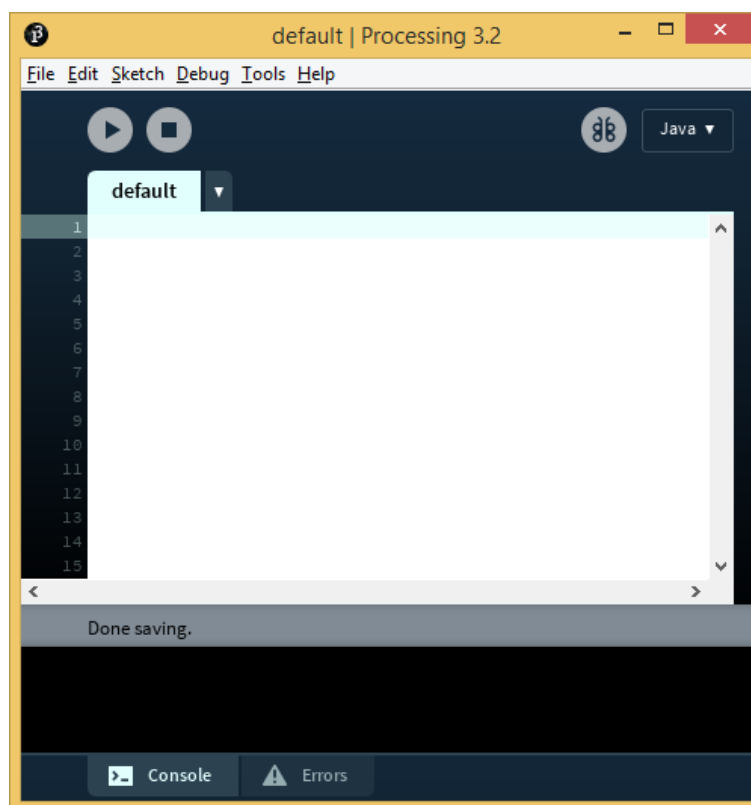 default | Processing 3.2
File Edit Sketch Debug Tools Help
Java ▼
default ▼
1
2
3
4
5
6
7
8
9
10
11
12
13
14
15
Done saving.
Console Errors